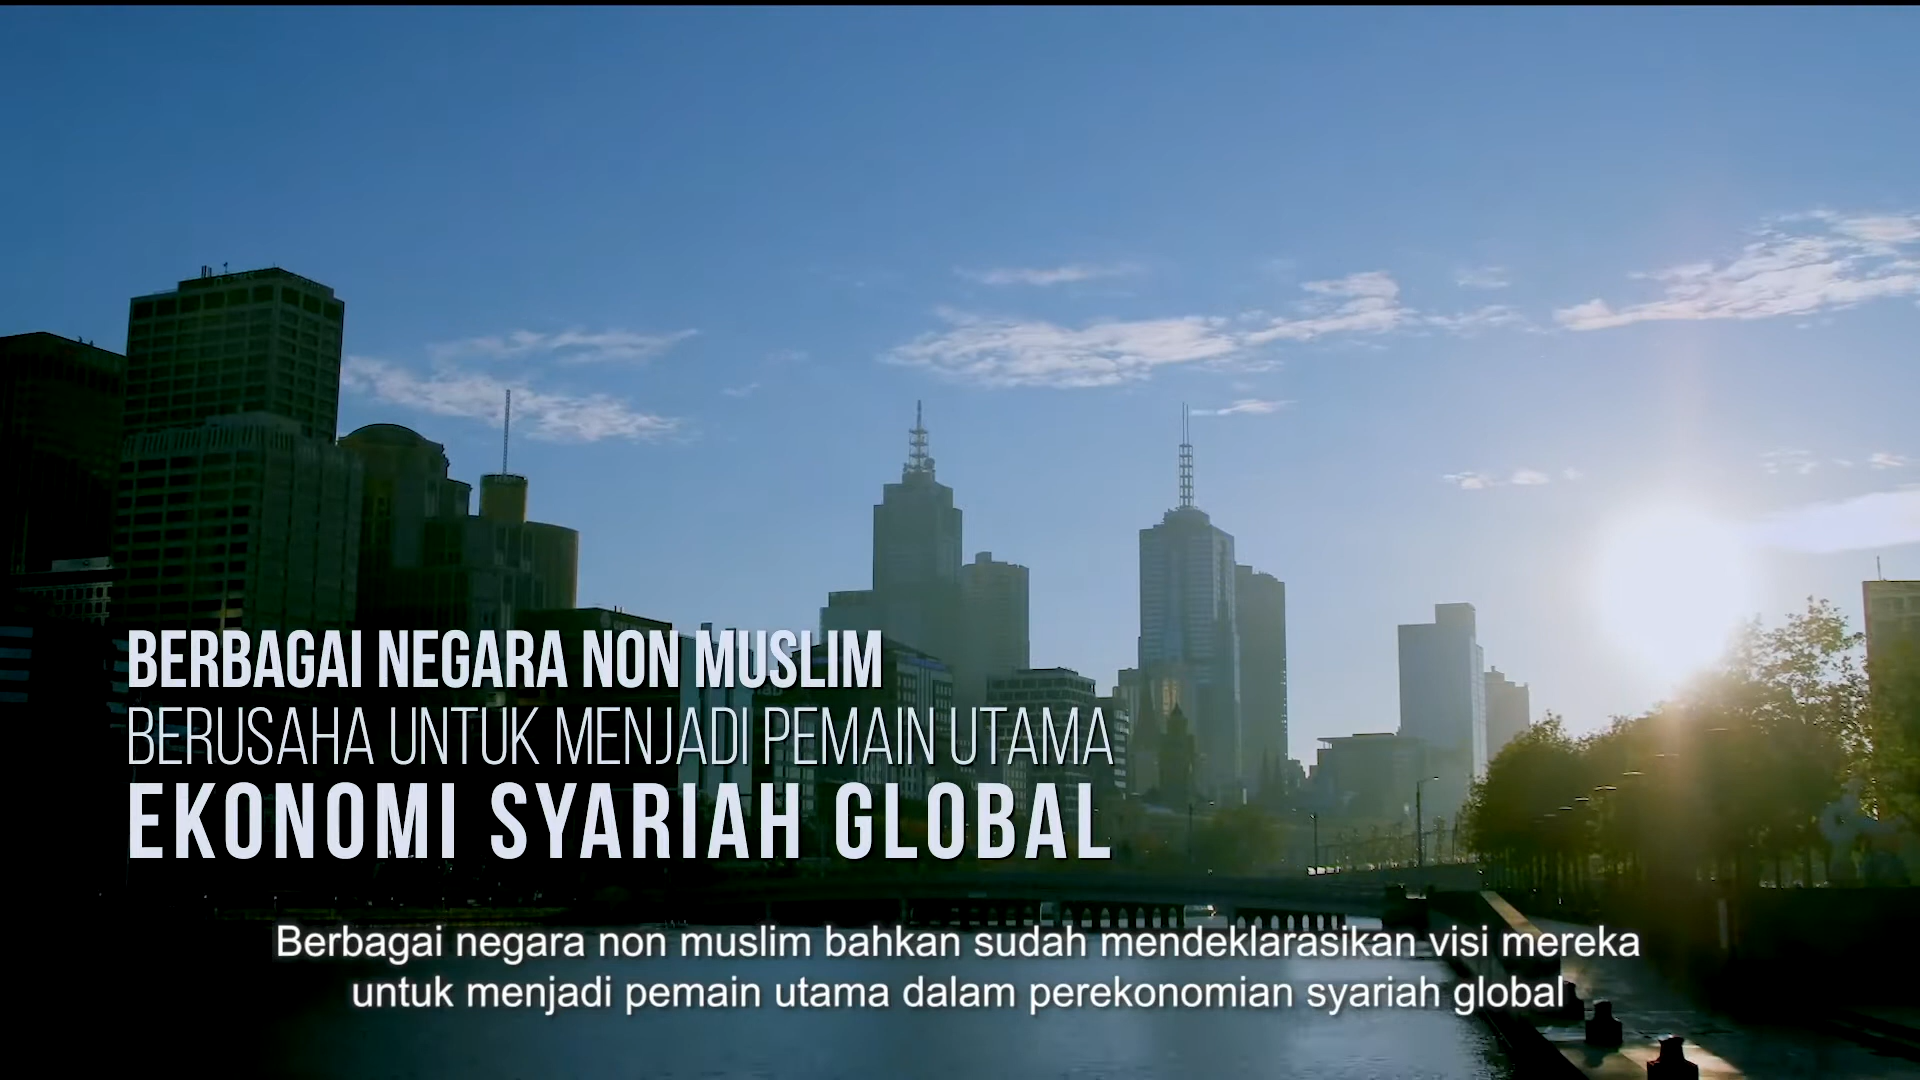 BERBAGAI NEGARA NON MUSLIM
BERUSAHA UNTUK MENJADI PEMAIN UTAMA
EKONOMI SYARIAH GLOBAL
Berbagai negara non muslim bahkan sudah mendeklarasikan visi mereka
untuk menjadi pemain utama dalam perekonomian syariah global